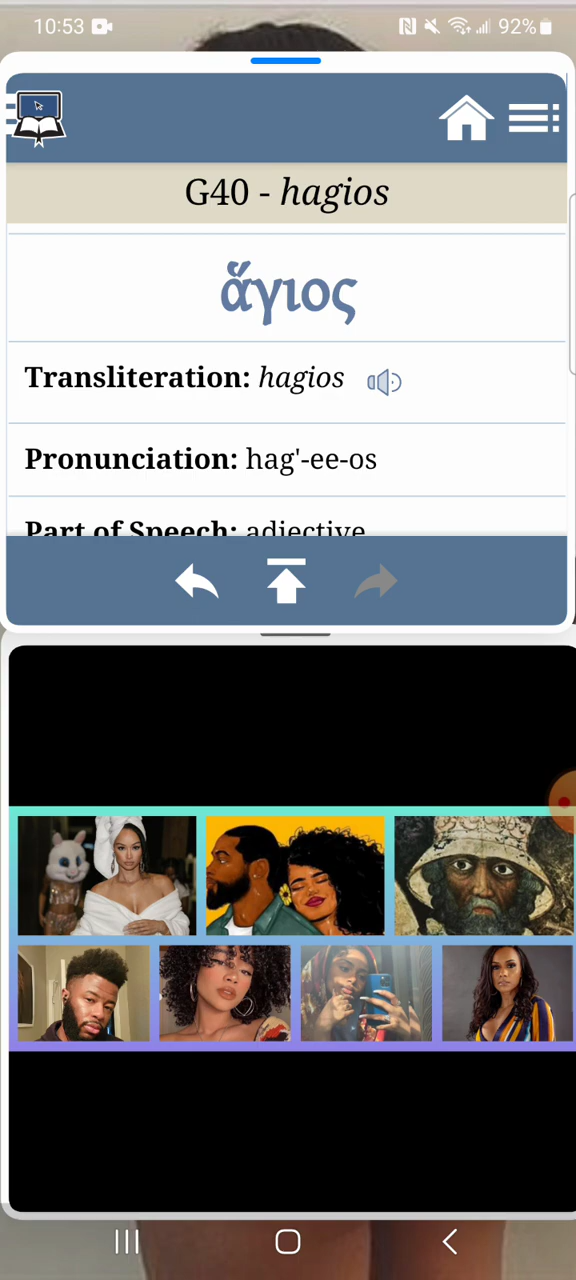 10:53 92%
G40 - hagios
ἅγιος
Transliteration: hagios
Pronunciation: hag'-ee-os
Part of Speech: adjective